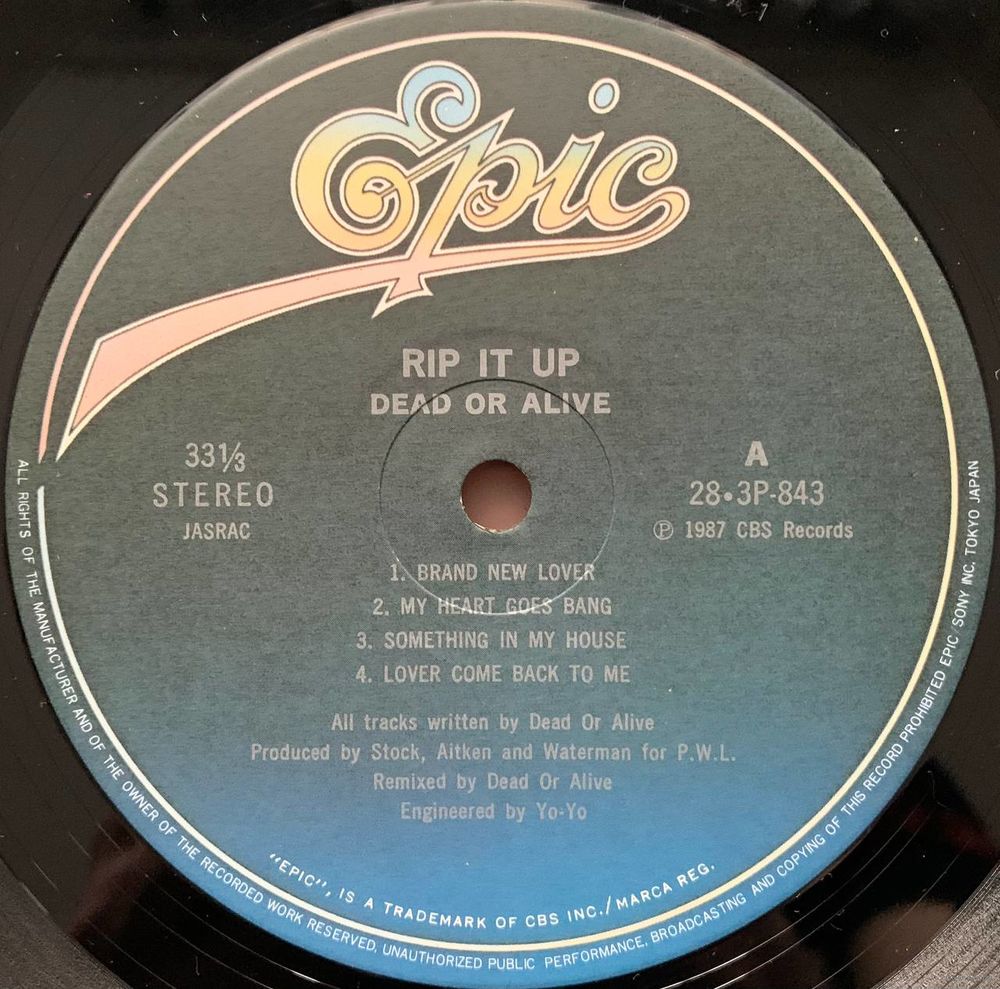 Epic
RIP IT UP
DEAD OR ALIVE
33⅓
STEREO
JASRAC
A
28•3P-843
Ⓟ 1987 CBS Records
1. BRAND NEW LOVER
2. MY HEART GOES BANG
3. SOMETHING IN MY HOUSE
4. LOVER COME BACK TO ME
All tracks written by Dead Or Alive
Produced by Stock, Aitken and Waterman for P.W.L.
Remixed by Dead Or Alive
Engineered by Yo-Yo
"EPIC", IS A TRADEMARK OF CBS INC./MARCA REG.
ALL RIGHTS OF THE MANUFACTURER AND OF THE OWNER OF THE RECORDED WORK RESERVED. UNAUTHORIZED PUBLIC PERFORMANCE, BROADCASTING AND COPYING OF THIS RECORD PROHIBITED EPIC/SONY INC. TOKYO JAPAN